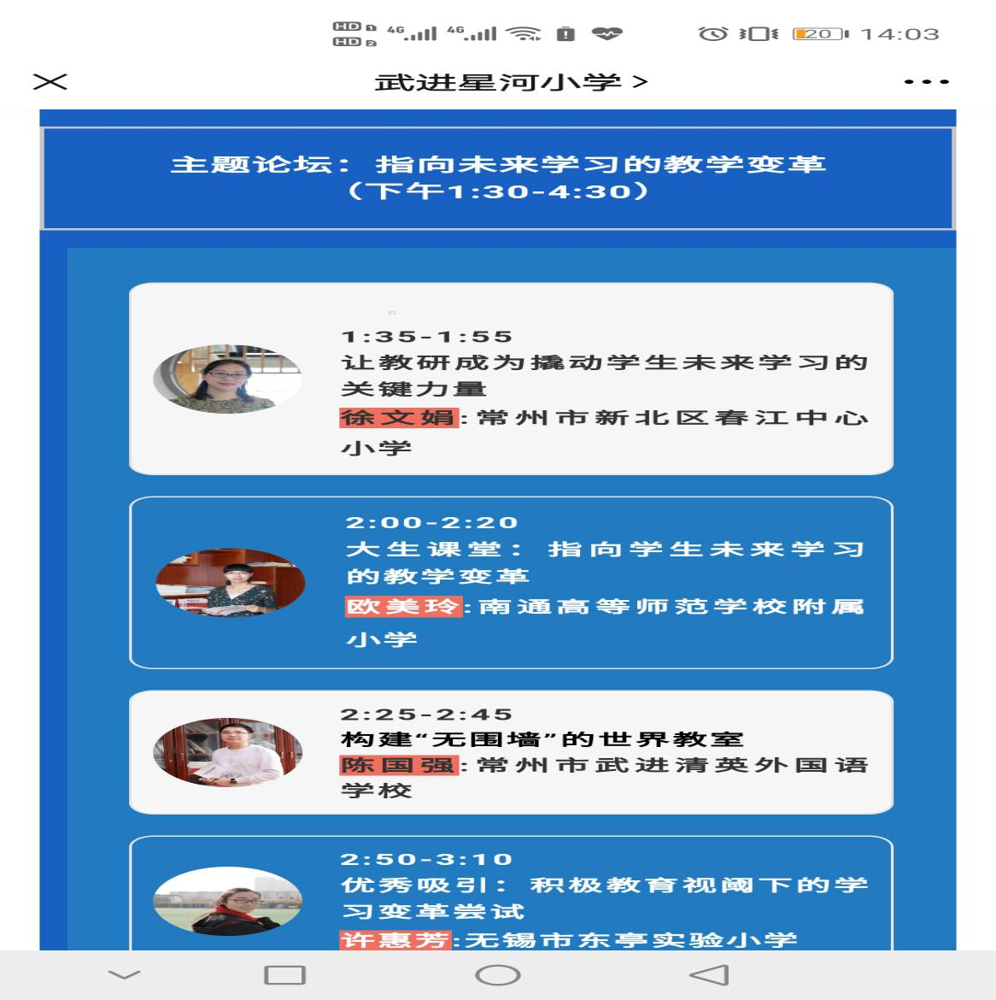 HD 1 4G 4G 20 14:03
HD 2
武进星河小学 >
主题论坛：指向未来学习的教学变革
（下午1:30-4:30）
1:35-1:55
让教研成为撬动学生未来学习的
关键力量
徐文娟:常州市新北区春江中心
小学
2:00-2:20
大生课堂：指向学生未来学习
的教学变革
欧美玲:南通高等师范学校附属
小学
2:25-2:45
构建“无围墙”的世界教室
陈国强:常州市武进清英外国语
学校
2:50-3:10
优秀吸引：积极教育视阈下的学
习变革尝试
许惠芳:无锡市东亭实验小学